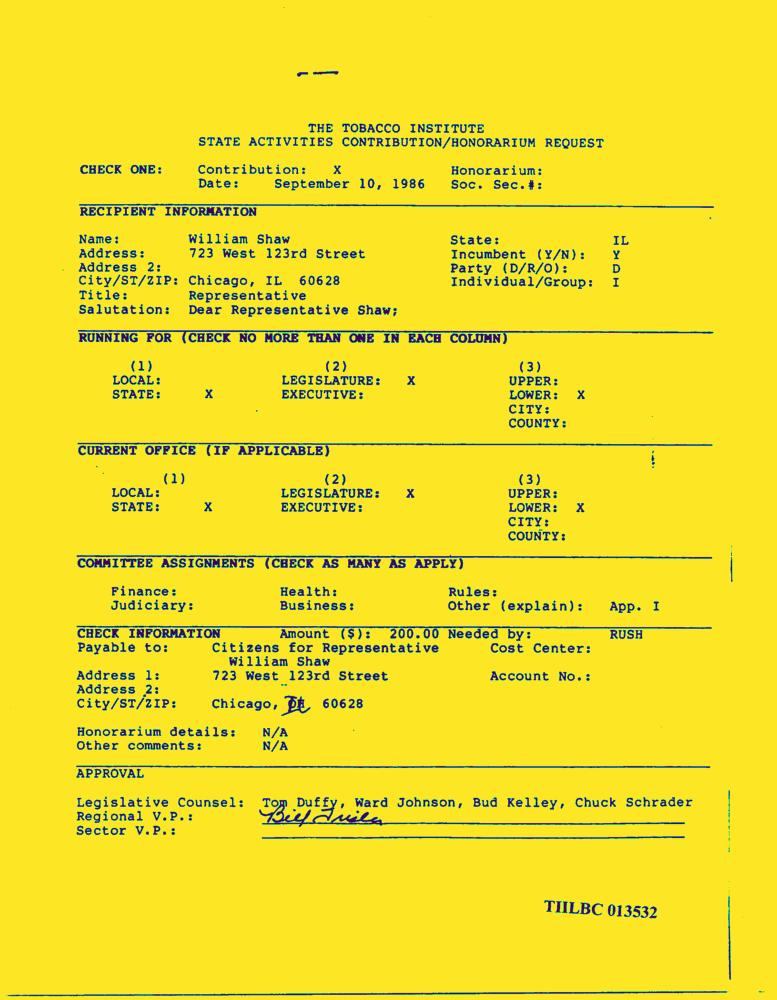 THE TOBACCO INSTITUTE
STATE ACTIVITIES CONTRIBUTION/HONORARIUM REQUEST
CHECK ONE: Contribution: X Honorarium:
Date: September 10, 1986 Soc. Sec.#:
RECIPIENT INFORMATION
Name: William Shaw State: IL
Address: 723 West 123rd Street Incumbent (Y/N): Y
Address 2: Party (D/R/O): D
City/ST/ZIP: Chicago, IL 60628 Individual/Group: I
Title: Representative
Salutation: Dear Representative Shaw;
RUNNING FOR (CHECK NO MORE THAN ONE IN EACH COLUMN)
(1) (2) (3)
LOCAL: LEGISLATURE: X UPPER:
STATE: X EXECUTIVE: LOWER: X
CITY:
COUNTY:
CURRENT OFFICE (IF APPLICABLE)
(1) (2) (3)
LOCAL: LEGISLATURE: X UPPER:
STATE: X EXECUTIVE: LOWER: X
CITY:
COUNTY:
COMMITTEE ASSIGNMENTS (CHECK AS MANY AS APPLY)
Finance: Health: Rules:
Judiciary: Business: Other (explain): App. I
CHECK INFORMATION Amount ($): 200.00 Needed by: RUSH
Payable to: Citizens for Representative Cost Center:
William Shaw
Address 1: 723 West 123rd Street Account No.:
Address 2:
City/ST/ZIP: Chicago, 60628
Honorarium details: N/A
Other comments: N/A
APPROVAL
Legislative Counsel: Tom Duffy, Ward Johnson, Bud Kelley, Chuck Schrader
Regional V.P.: Bill
Sector V.P.:
TIILBC 013532